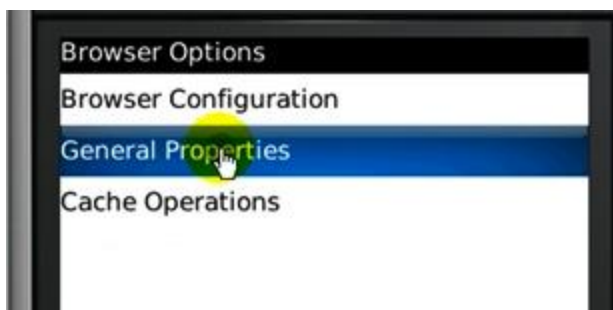 Browser Options
Browser Configuration
General Properties
Cache Operations